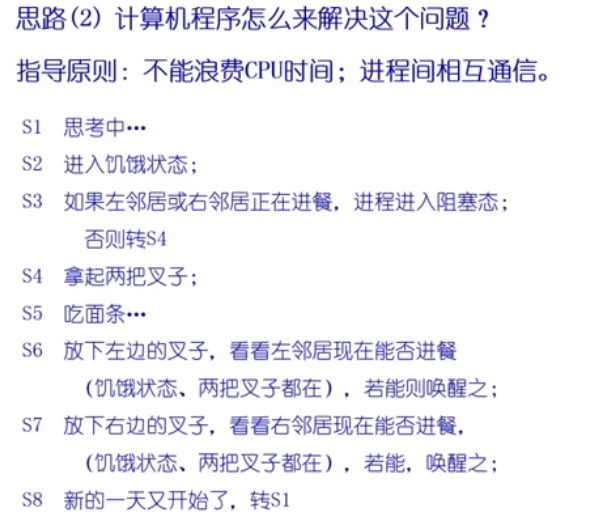 思路(2) 计算机程序怎么来解决这个问题？
指导原则：不能浪费CPU时间；进程间相互通信。
S1 思考中…
S2 进入饥饿状态；
S3 如果左邻居或右邻居正在进餐，进程进入阻塞态；
否则转S4
S4 拿起两把叉子；
S5 吃面条…
S6 放下左边的叉子，看看左邻居现在能否进餐
（饥饿状态、两把叉子都在），若能则唤醒之；
S7 放下右边的叉子，看看右邻居现在能否进餐，
（饥饿状态、两把叉子都在），若能，唤醒之；
S8 新的一天又开始了，转S1